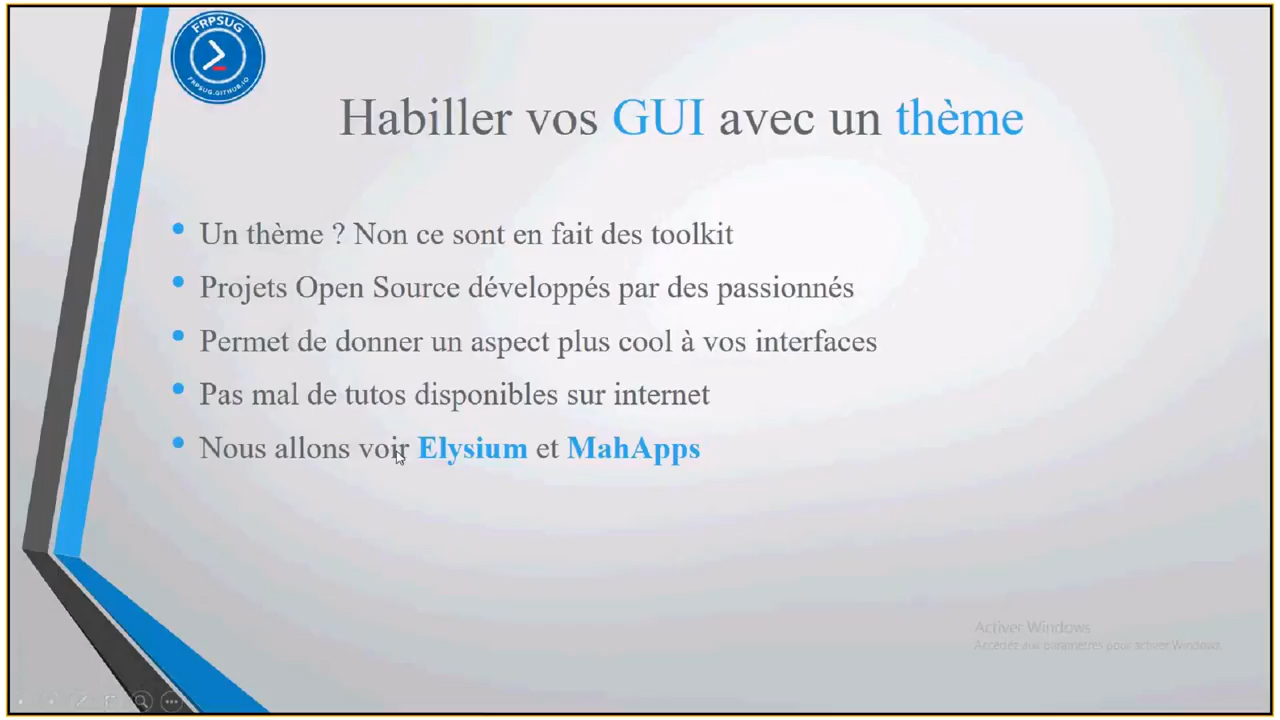 FRPSUG
FRPSUG.GITHUB.IO
Habiller vos GUI avec un thème
• Un thème ? Non ce sont en fait des toolkit
• Projets Open Source développés par des passionnés
• Permet de donner un aspect plus cool à vos interfaces
• Pas mal de tutos disponibles sur internet
• Nous allons voir Elysium et MahApps
Activer Windows
Accédez aux paramètres pour activer Windows.